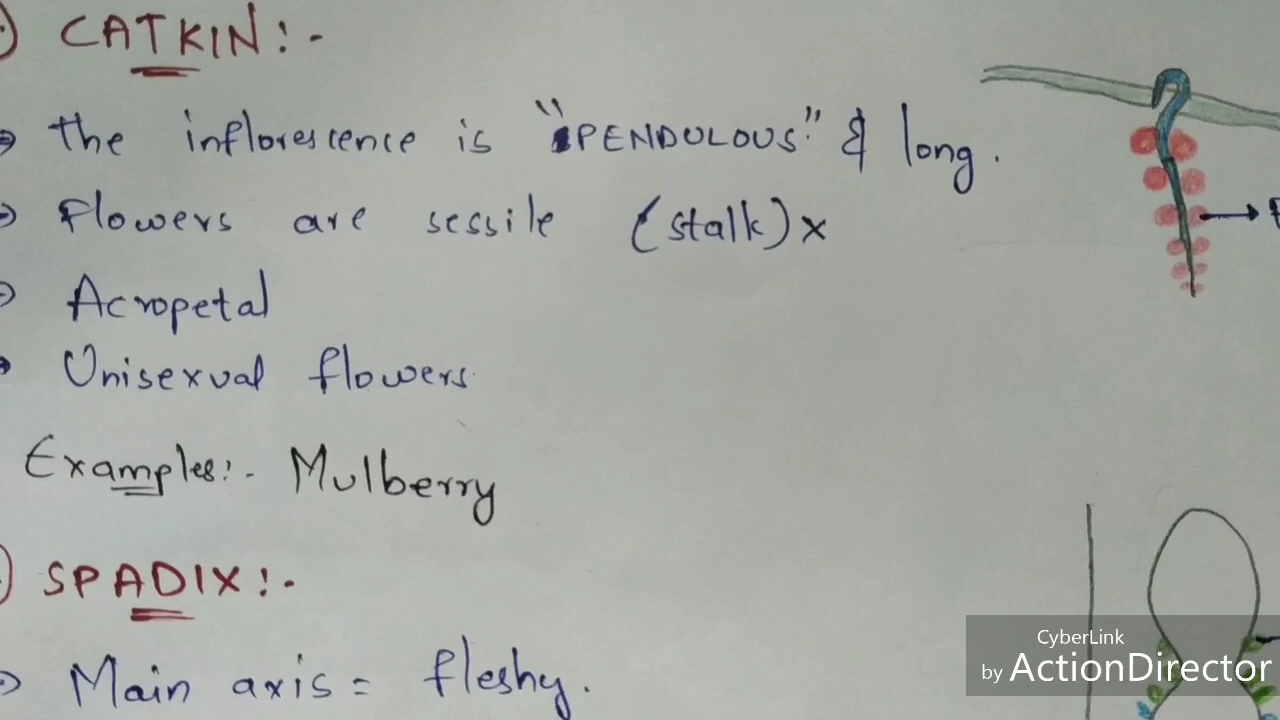 CATKIN:-
The inflorescence is "PENDULOUS" & long.
Flowers are sessile (stalk)x
Acropetal
Unisexual flowers
Examples:- Mulberry
SPADIX:-
Main axis = fleshy.
CyberLink
by ActionDirector